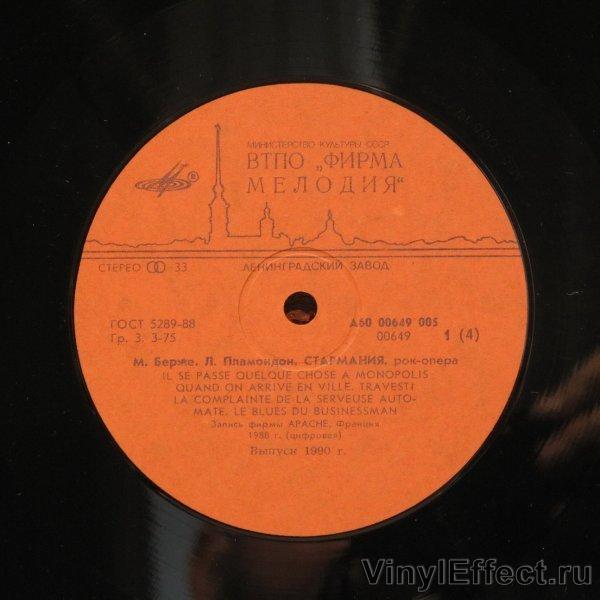 МИНИСТЕРСТВО КУЛЬТУРЫ СССР
ВТПО „ФИРМА
МЕЛОДИЯ“
СТЕРЕО 33
ЛЕНИНГРАДСКИЙ ЗАВОД
ГОСТ 5289-88
Гр. 3. 3-75
А60 00649 005
00649 1 (4)
М. Берже. Л. Пламондон. СТАРМАНИЯ, рок-опера
IL SE PASSE QUELQUE CHOSE A MONOPOLIS
QUAND ON ARRIVE EN VILLE. TRAVESTI
LA COMPLAINTE DE LA SERVEUSE AUTO-
MATE. LE BLUES DU BUSINESSMAN
Запись фирмы APACHE, Франция
1988 г. (цифровая)
Выпуск 1990 г.
VinylEffect.ru